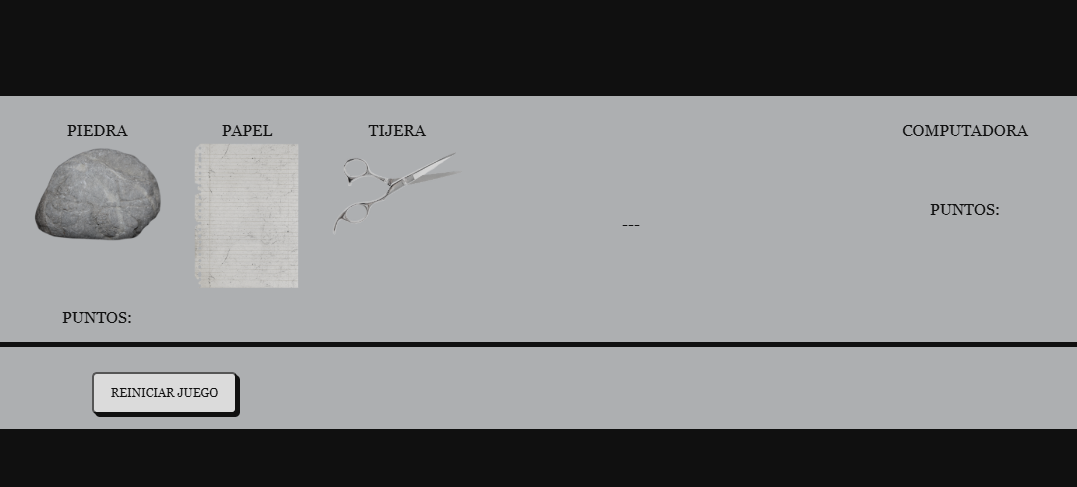 PIEDRA
PAPEL
TIJERA
COMPUTADORA
PUNTOS:
---
PUNTOS:
REINICIAR JUEGO